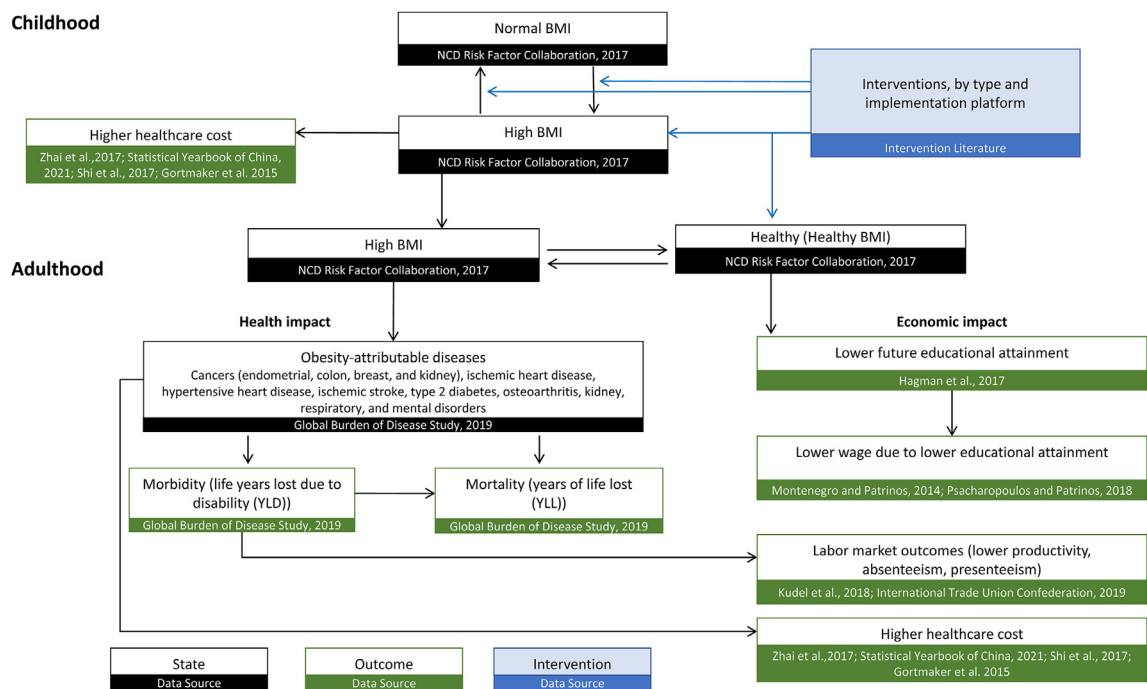 Childhood
Normal BMI
NCD Risk Factor Collaboration, 2017
Interventions, by type and
implementation platform
Intervention Literature
Higher healthcare cost
Zhai et al.,2017; Statistical Yearbook of China,
2021; Shi et al., 2017; Gortmaker et al. 2015
High BMI
NCD Risk Factor Collaboration, 2017
Adulthood
High BMI
NCD Risk Factor Collaboration, 2017
Healthy (Healthy BMI)
NCD Risk Factor Collaboration, 2017
Health impact
Economic impact
Obesity-attributable diseases
Cancers (endometrial, colon, breast, and kidney), ischemic heart disease,
hypertensive heart disease, ischemic stroke, type 2 diabetes, osteoarthritis, kidney,
respiratory, and mental disorders
Global Burden of Disease Study, 2019
Lower future educational attainment
Hagman et al., 2017
Lower wage due to lower educational attainment
Montenegro and Patrinos, 2014; Psacharopoulos and Patrinos, 2018
Morbidity (life years lost due to
disability (YLD))
Global Burden of Disease Study, 2019
Mortality (years of life lost
(YLL)
Global Burden of Disease Study, 2019
Labor market outcomes (lower productivity,
absenteeism, presenteeism)
Kudel et al., 2018; International Trade Union Confederation, 2019
Higher healthcare cost
Zhai et al.,2017; Statistical Yearbook of China, 2021; Shi et al., 2017;
Gortmaker et al. 2015
State
Data Source
Outcome
Data Source
Intervention
Data Source